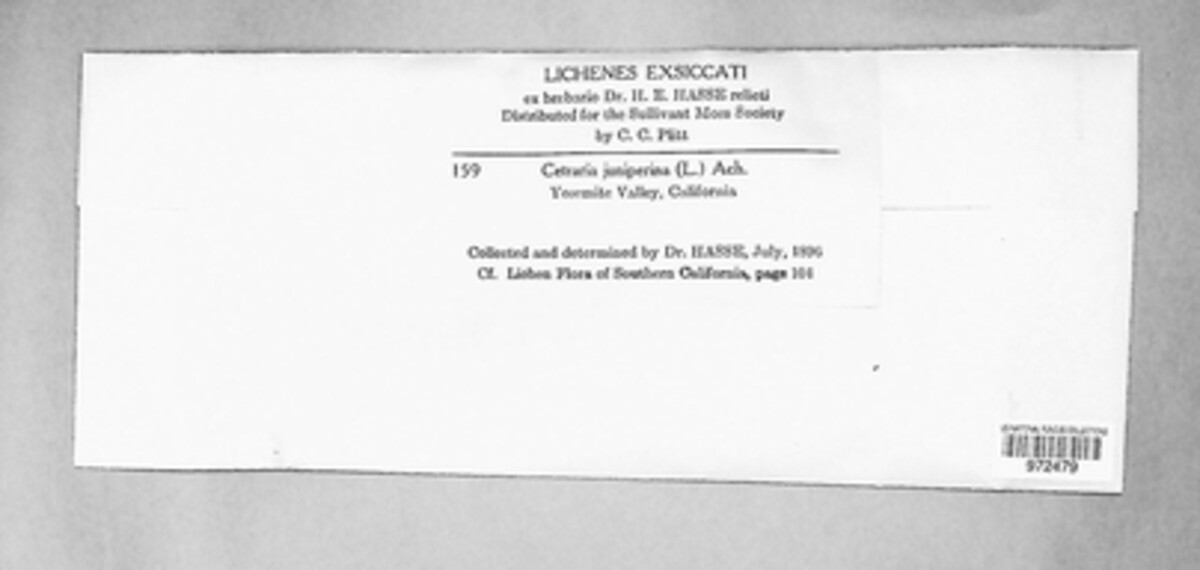 LICHENES EXSICCATI
ex herbario Dr. H. E. HASSE relicti
Distributed for the Sullivant Moss Society
by C. C. Plitt
159 Cetraria juniperina (L.) Ach.
Yosemite Valley, California
Collected and determined by Dr. HASSE, July, 1896
Cf. Lichen Flora of Southern California, page 104
972479